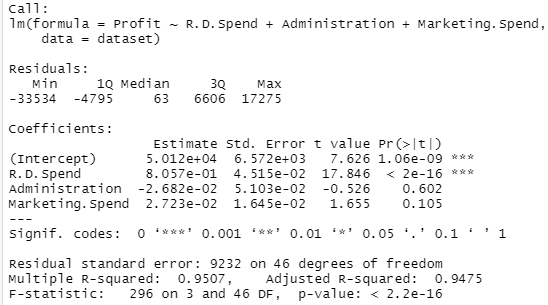 Call:
lm(formula = Profit ~ R.D.Spend + Administration + Marketing.Spend,
    data = dataset)

Residuals:
   Min     1Q Median     3Q    Max
-33534  -4795     63   6606  17275

Coefficients:
                  Estimate Std. Error t value Pr(>|t|)
(Intercept)      5.012e+04  6.572e+03   7.626 1.06e-09 ***
R.D.Spend        8.057e-01  4.515e-02  17.846  < 2e-16 ***
Administration  -2.682e-02  5.103e-02  -0.526    0.602
Marketing.Spend  2.723e-02  1.645e-02   1.655    0.105
---
Signif. codes:  0 ‘***’ 0.001 ‘**’ 0.01 ‘*’ 0.05 ‘.’ 0.1 ‘ ’ 1

Residual standard error: 9232 on 46 degrees of freedom
Multiple R-squared:  0.9507,    Adjusted R-squared:  0.9475
F-statistic:   296 on 3 and 46 DF,  p-value: < 2.2e-16